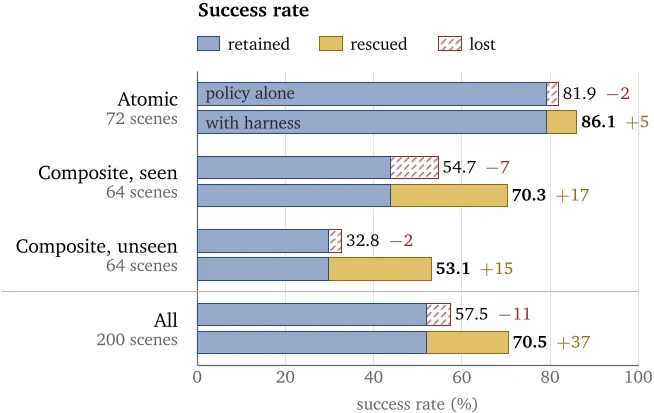 Success rate
retained rescued lost
Atomic
72 scenes
policy alone 81.9 −2
with harness 86.1 +5
Composite, seen
64 scenes
54.7 −7
70.3 +17
Composite, unseen
64 scenes
32.8 −2
53.1 +15
All
200 scenes
57.5 −11
70.5 +37
0 20 40 60 80 100
success rate (%)